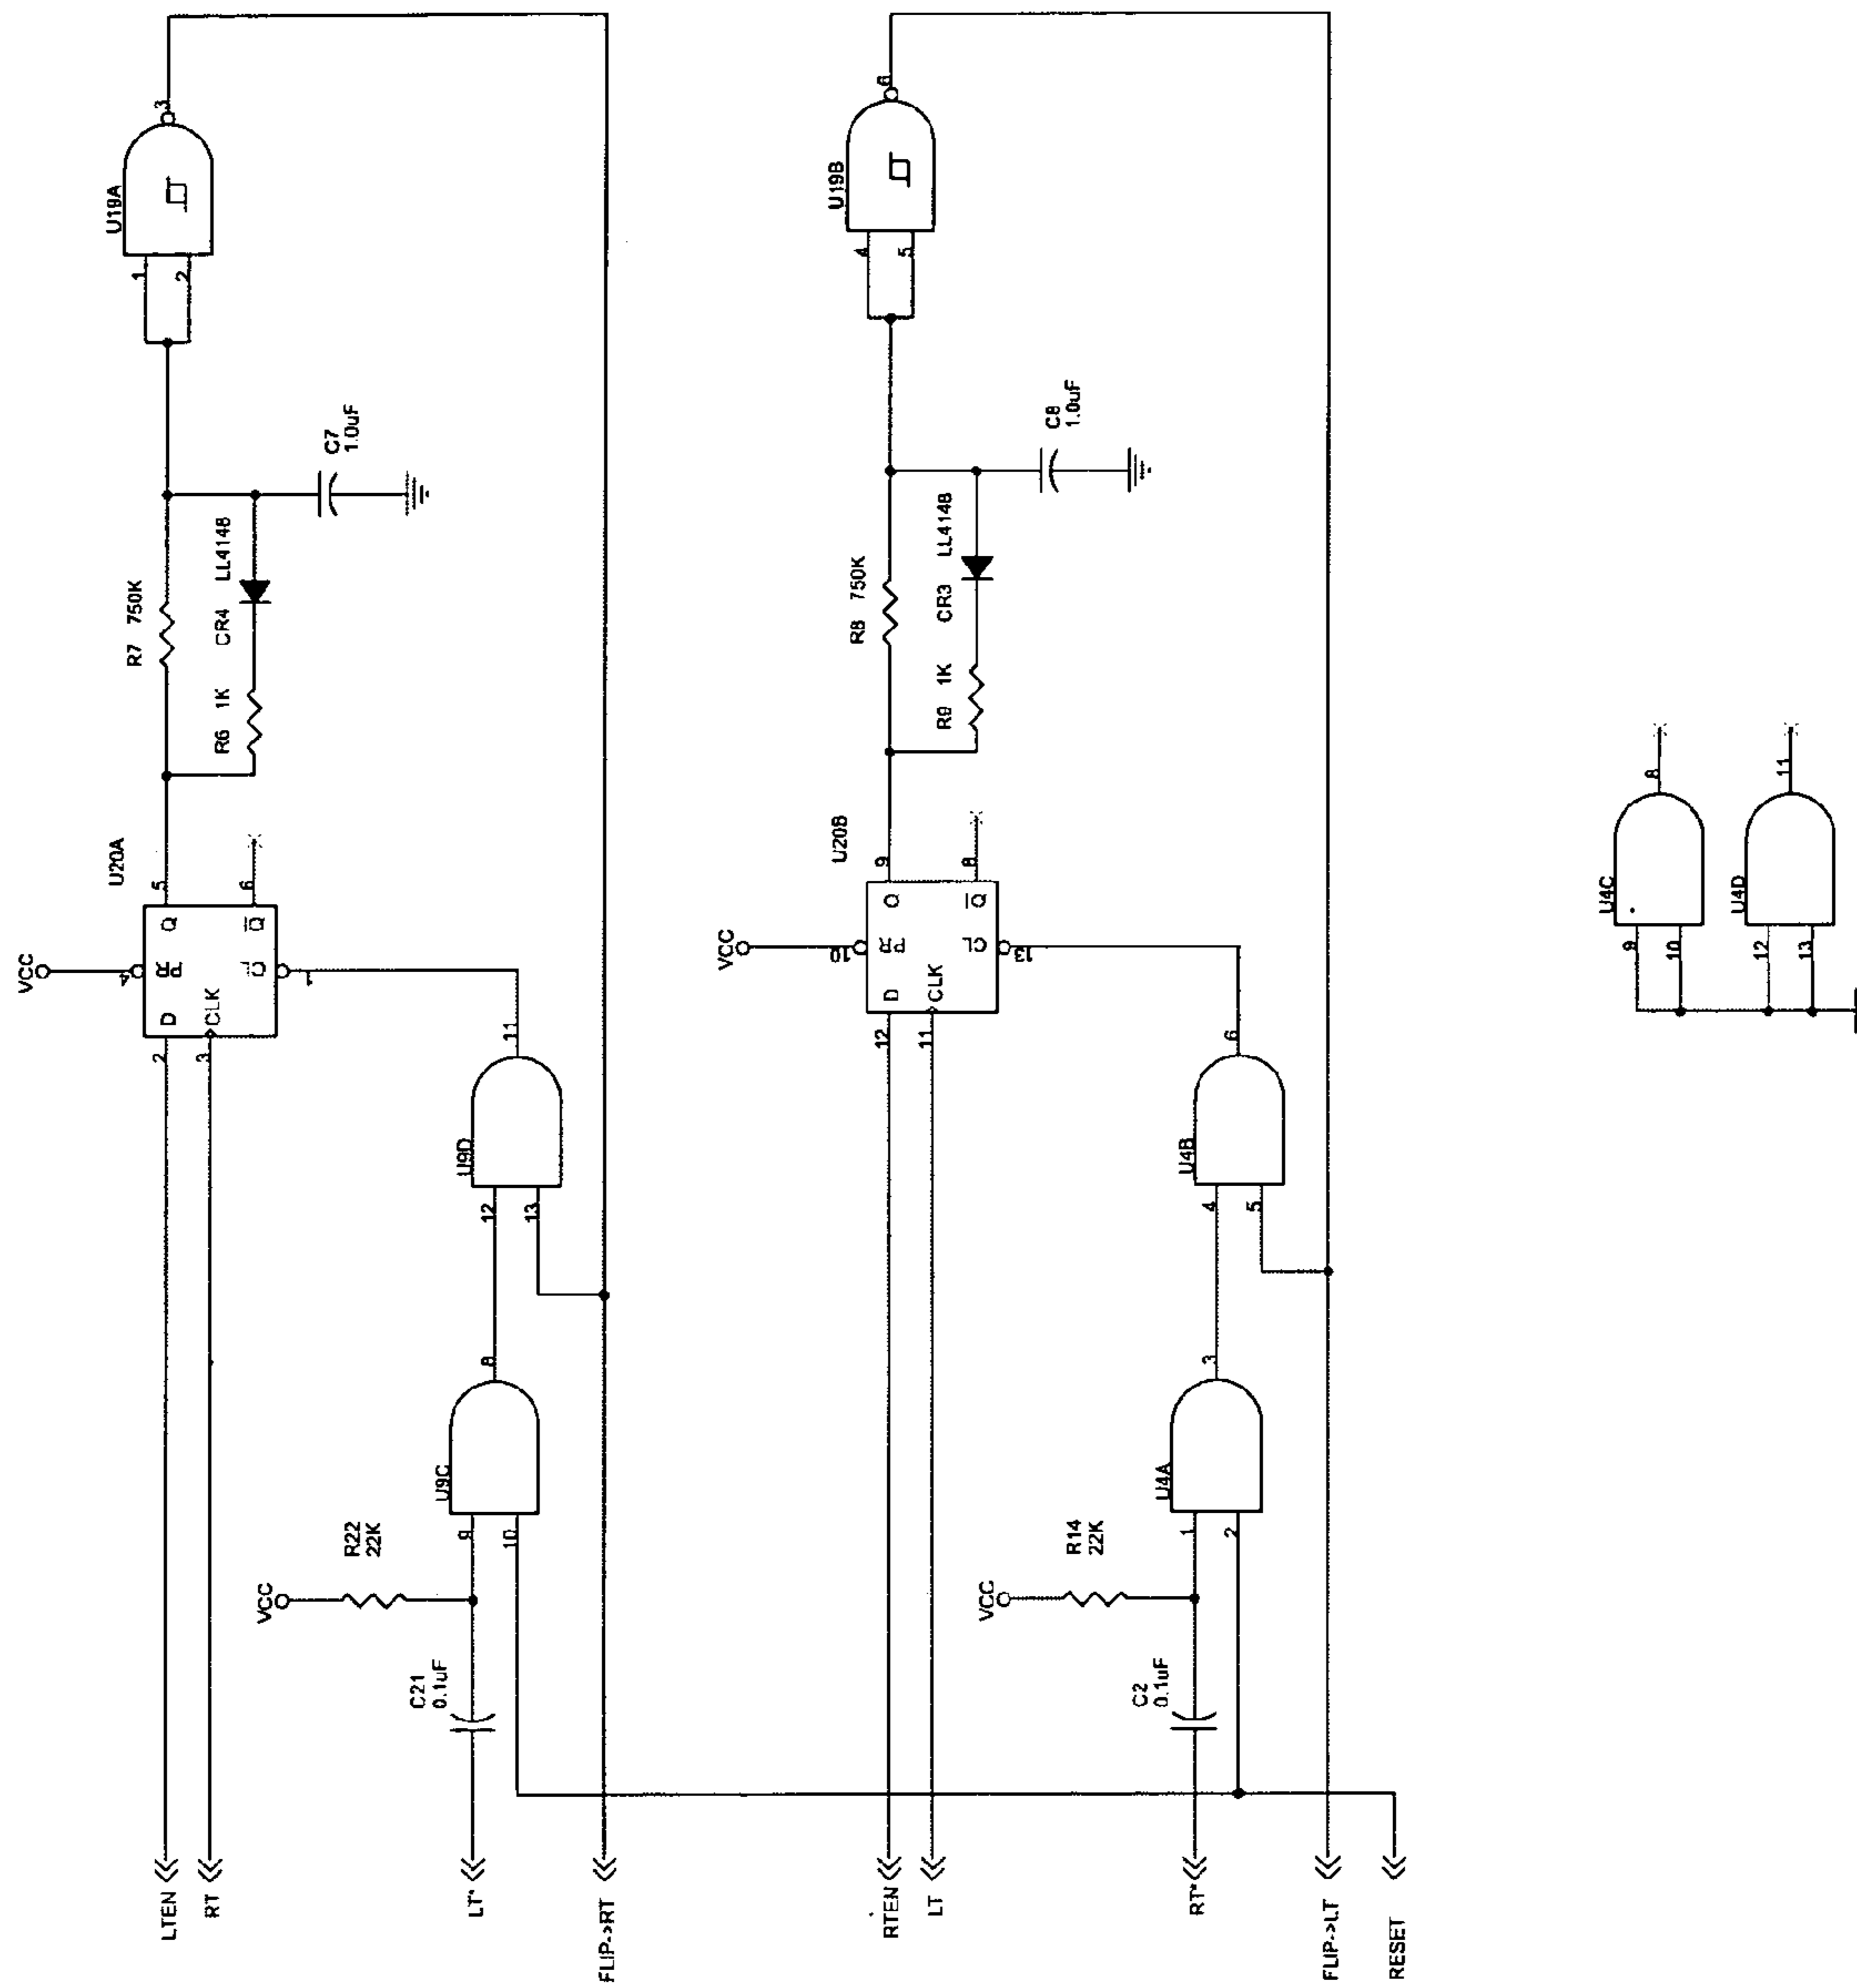 VCC
U20A
4
PR
2
D
Q
5
3
CLK
CL
Q
6
1
R7 750K
R6 1K
CR4
LL4148
C7
1.0uF
U19A
1
2
3
LTEN
RT
VCC
R22
22K
C21
0.1uF
LT*
U9C
9
10
8
U9D
12
13
11
FLIP->RT
VCC
U20B
10
PR
12
D
Q
9
11
CLK
CL
Q
8
13
R8 750K
R9 1K
CR3
LL4148
C8
1.0uF
U19B
4
5
6
RTEN
LT
VCC
R14
22K
C2
0.1uF
RT*
U4A
1
2
3
U4B
4
5
6
FLIP->LT
RESET
U4C
9
10
8
U4D
12
13
11